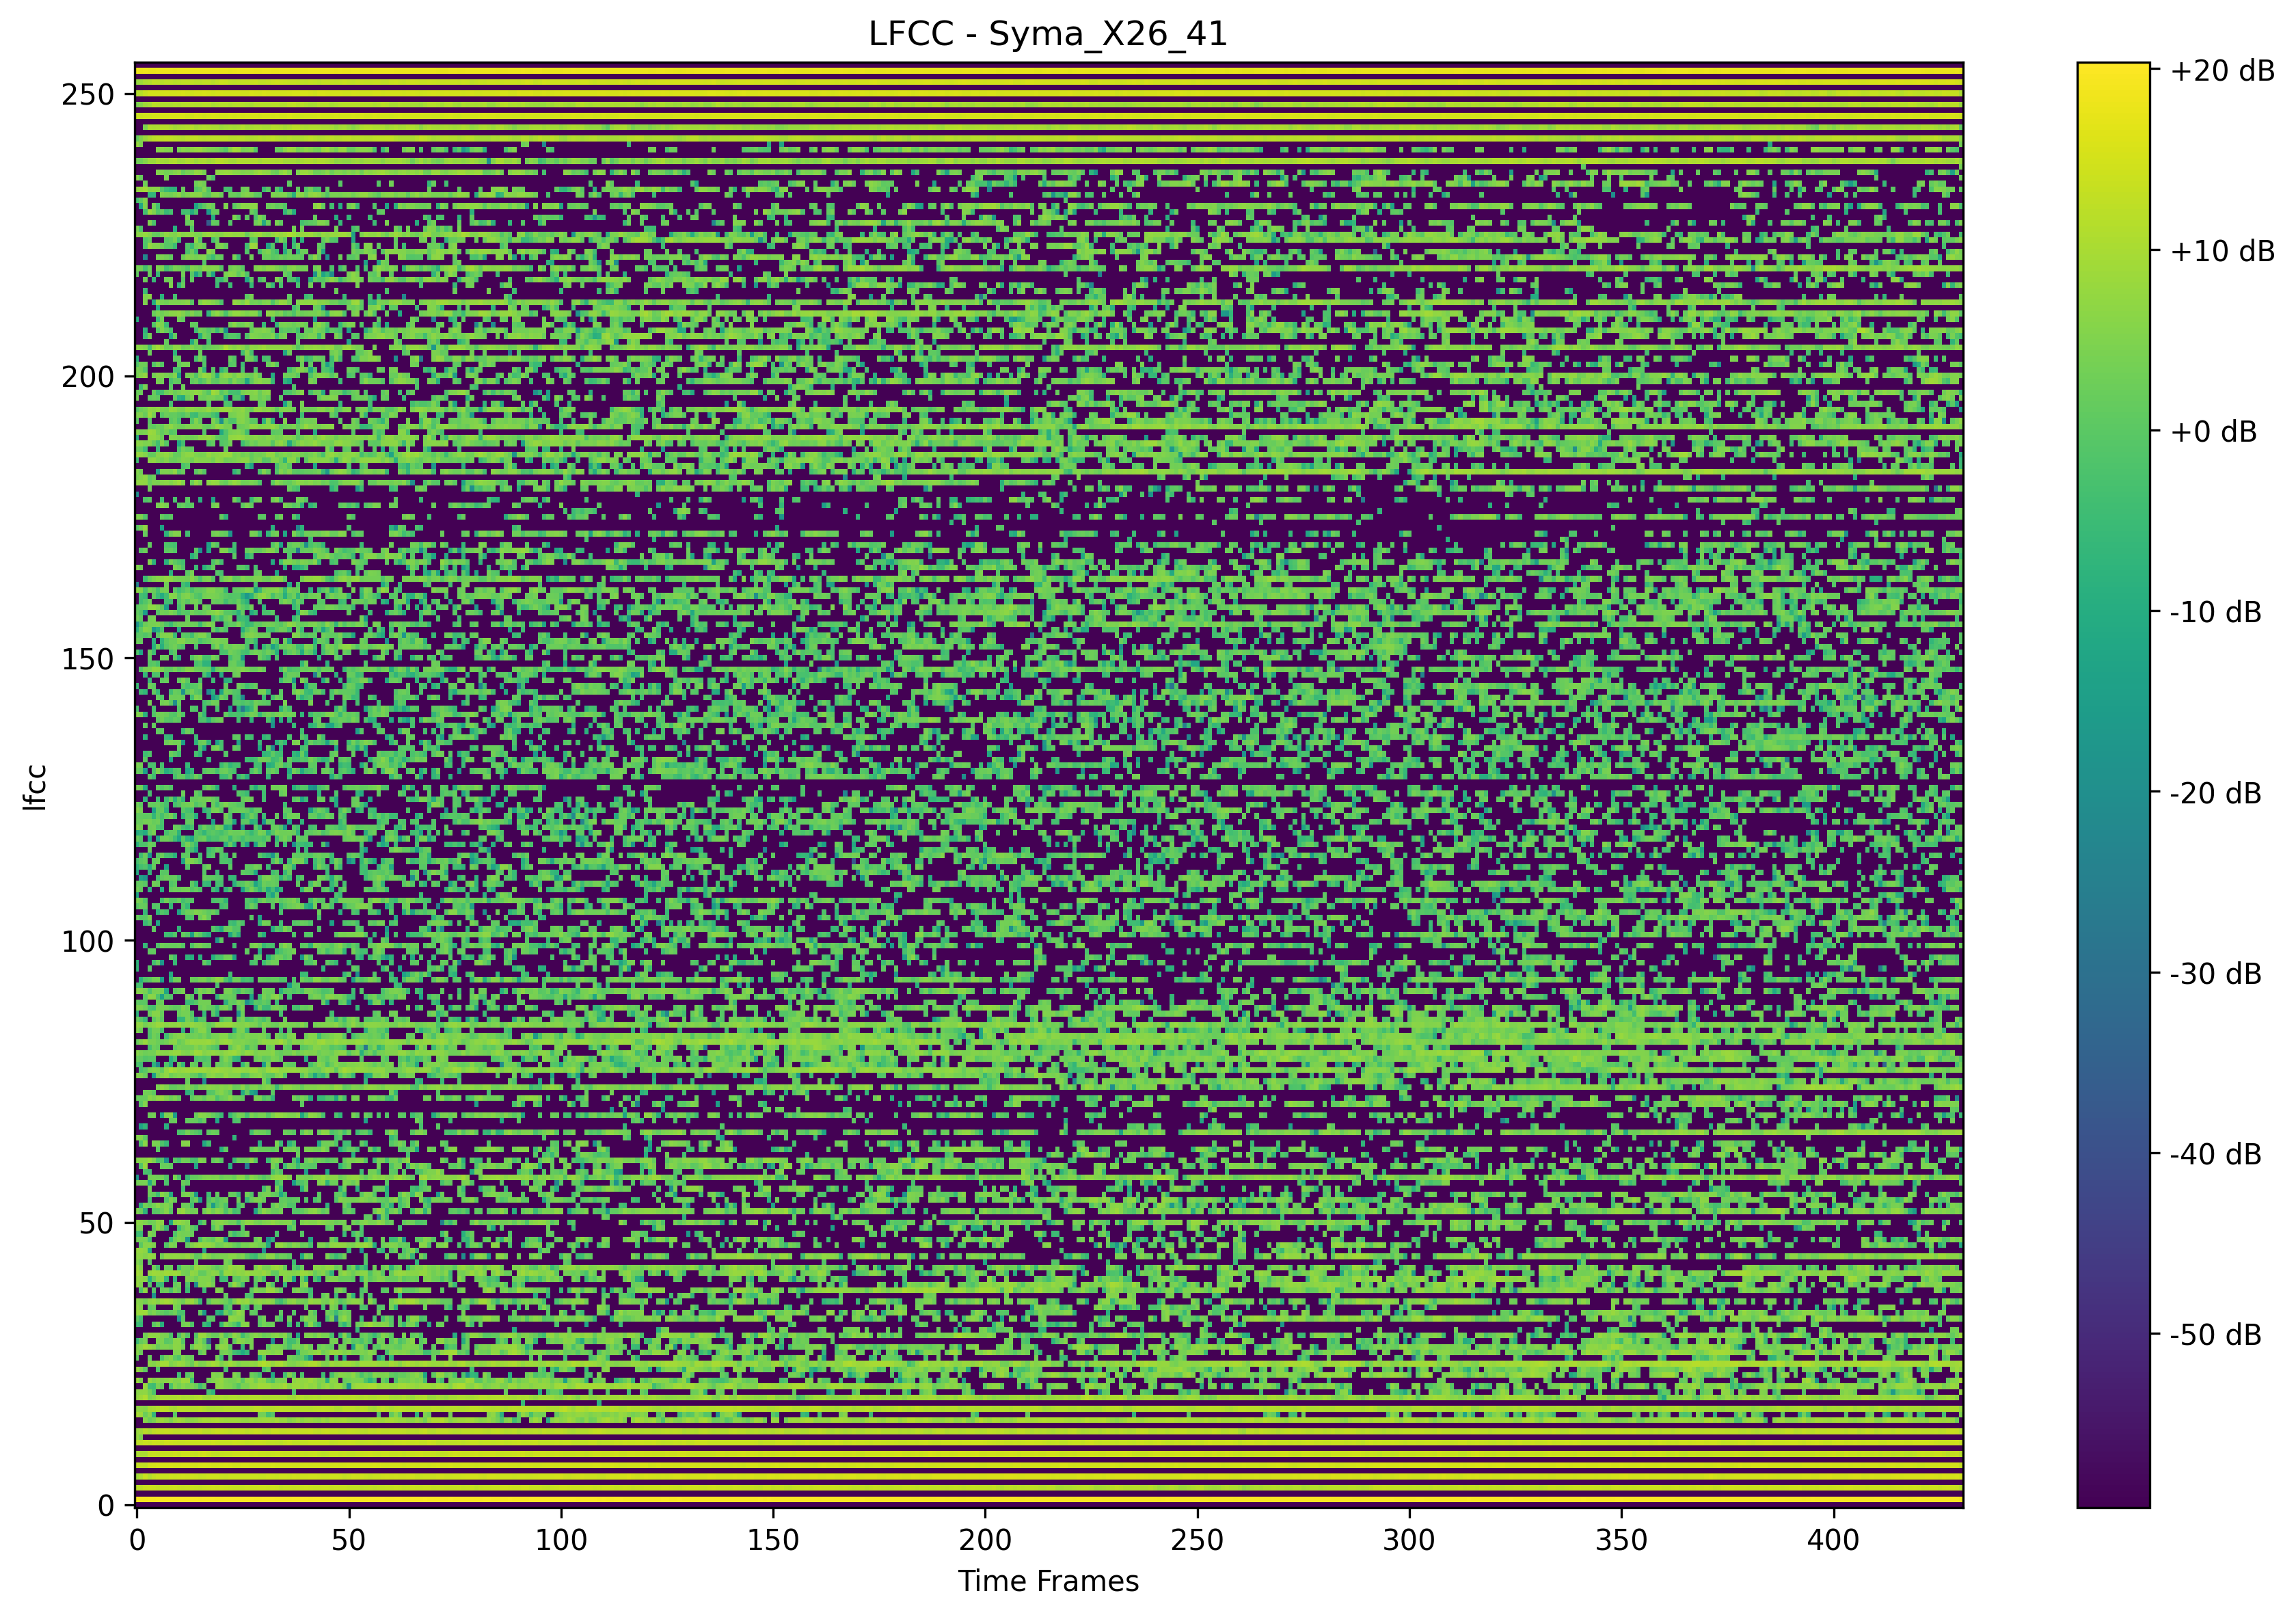 LFCC - Syma_X26_41
250
200
150
100
50
0
lfcc
0 50 100 150 200 250 300 350 400
Time Frames
+20 dB
+10 dB
+0 dB
-10 dB
-20 dB
-30 dB
-40 dB
-50 dB